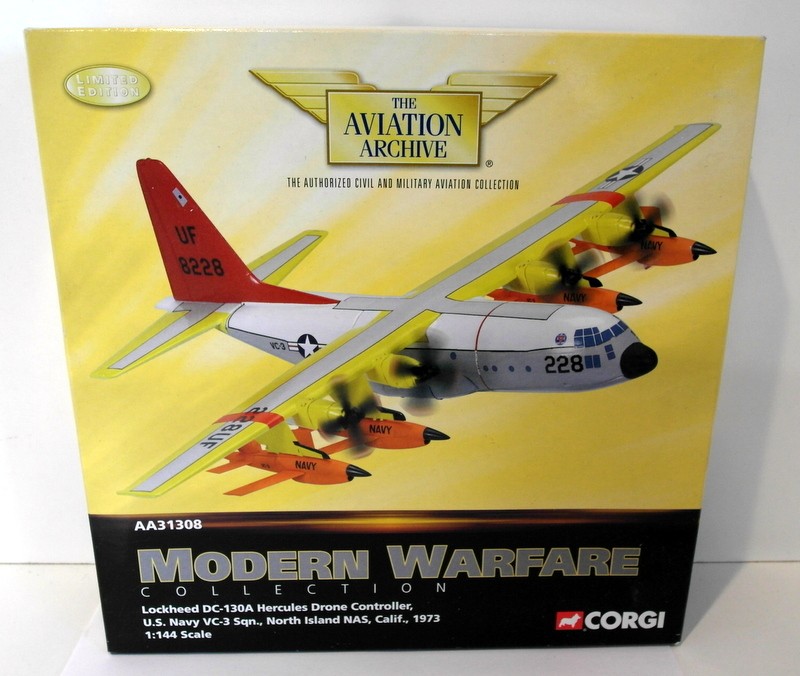 LIMITED
EDITION
THE
AVIATION
ARCHIVE
®
THE AUTHORIZED CIVIL AND MILITARY AVIATION COLLECTION
UF
8228
NAVY
NAVY
VC-3
228
8228UF
NAVY
NAVY
AA31308
MODERN WARFARE
COLLECTION
Lockheed DC-130A Hercules Drone Controller,
U.S. Navy VC-3 Sqn., North Island NAS, Calif., 1973
1:144 Scale
CORGI